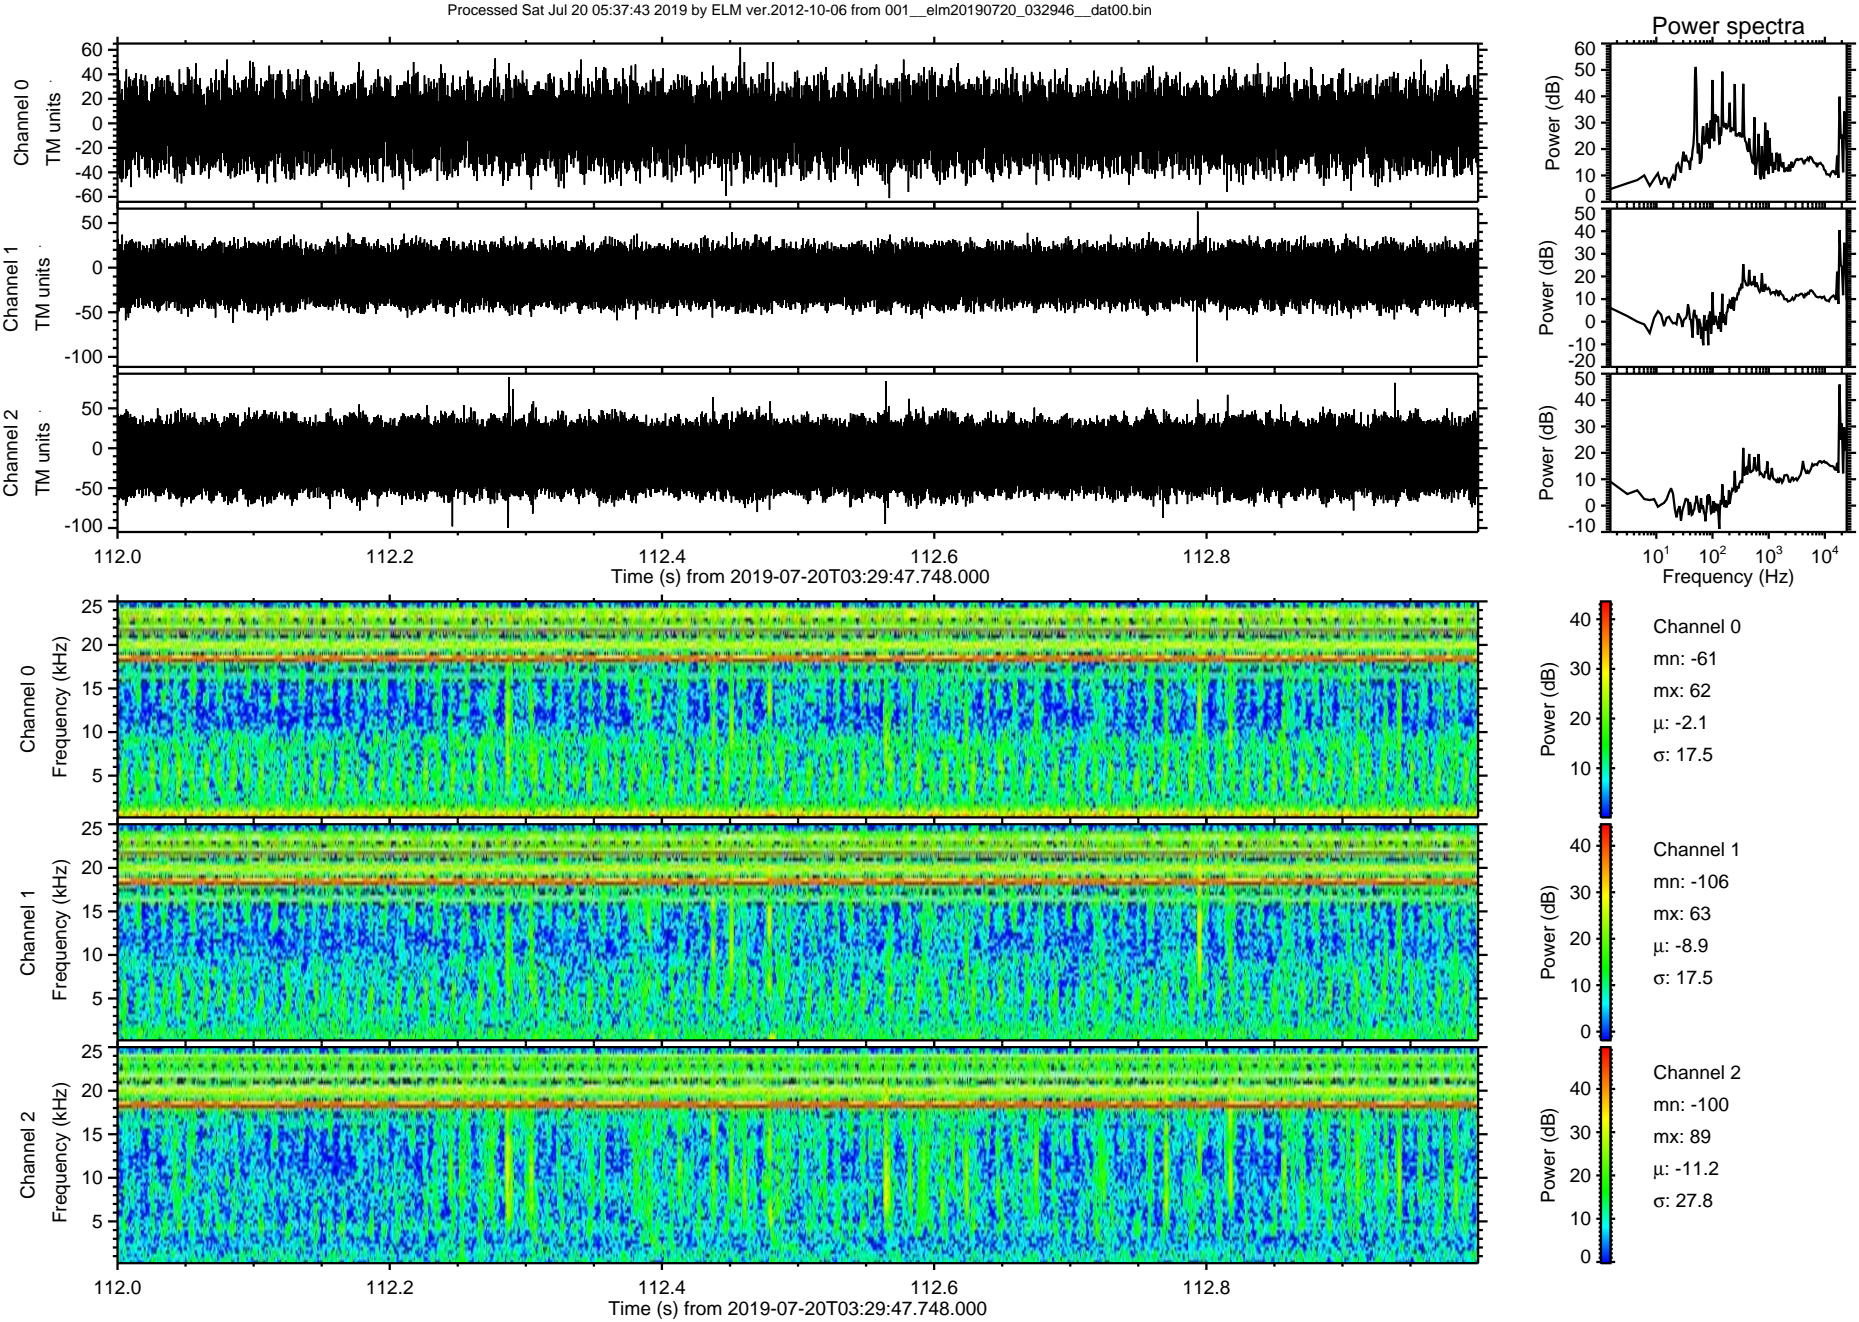 Processed Sat Jul 20 05:37:43 2019 by ELM ver.2012-10-06 from 001__elm20190720_032946__dat00.bin
Power spectra
Channel 0
TM units
60
40
20
0
-20
-40
-60
Power (dB)
60
50
40
30
20
10
0
Channel 1
TM units
50
0
-50
-100
Power (dB)
50
40
30
20
10
0
-10
-20
Channel 2
TM units
50
0
-50
-100
Power (dB)
50
40
30
20
10
0
-10
112.0 112.2 112.4 112.6 112.8
Time (s) from 2019-07-20T03:29:47.748.000
10¹ 10² 10³ 10⁴
Frequency (Hz)
Channel 0
Frequency (kHz)
25
20
15
10
5
Power (dB)
40
30
20
10
Channel 0
mn: -61
mx: 62
μ: -2.1
σ: 17.5
Channel 1
Frequency (kHz)
25
20
15
10
5
Power (dB)
40
30
20
10
0
Channel 1
mn: -106
mx: 63
μ: -8.9
σ: 17.5
Channel 2
Frequency (kHz)
25
20
15
10
5
Power (dB)
40
30
20
10
0
Channel 2
mn: -100
mx: 89
μ: -11.2
σ: 27.8
112.0 112.2 112.4 112.6 112.8
Time (s) from 2019-07-20T03:29:47.748.000